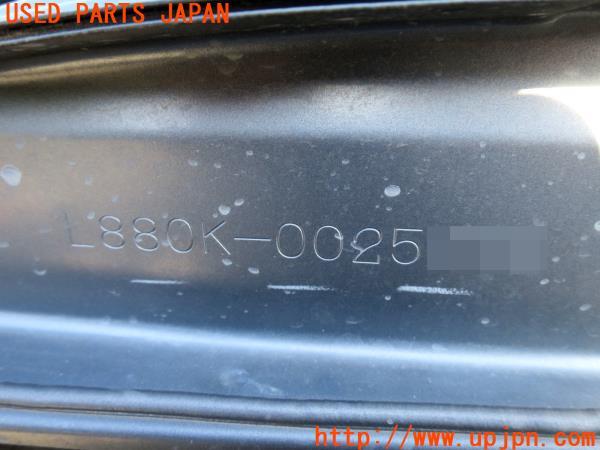 USED PARTS JAPAN
L880K-0025
http://www.upjpn.com